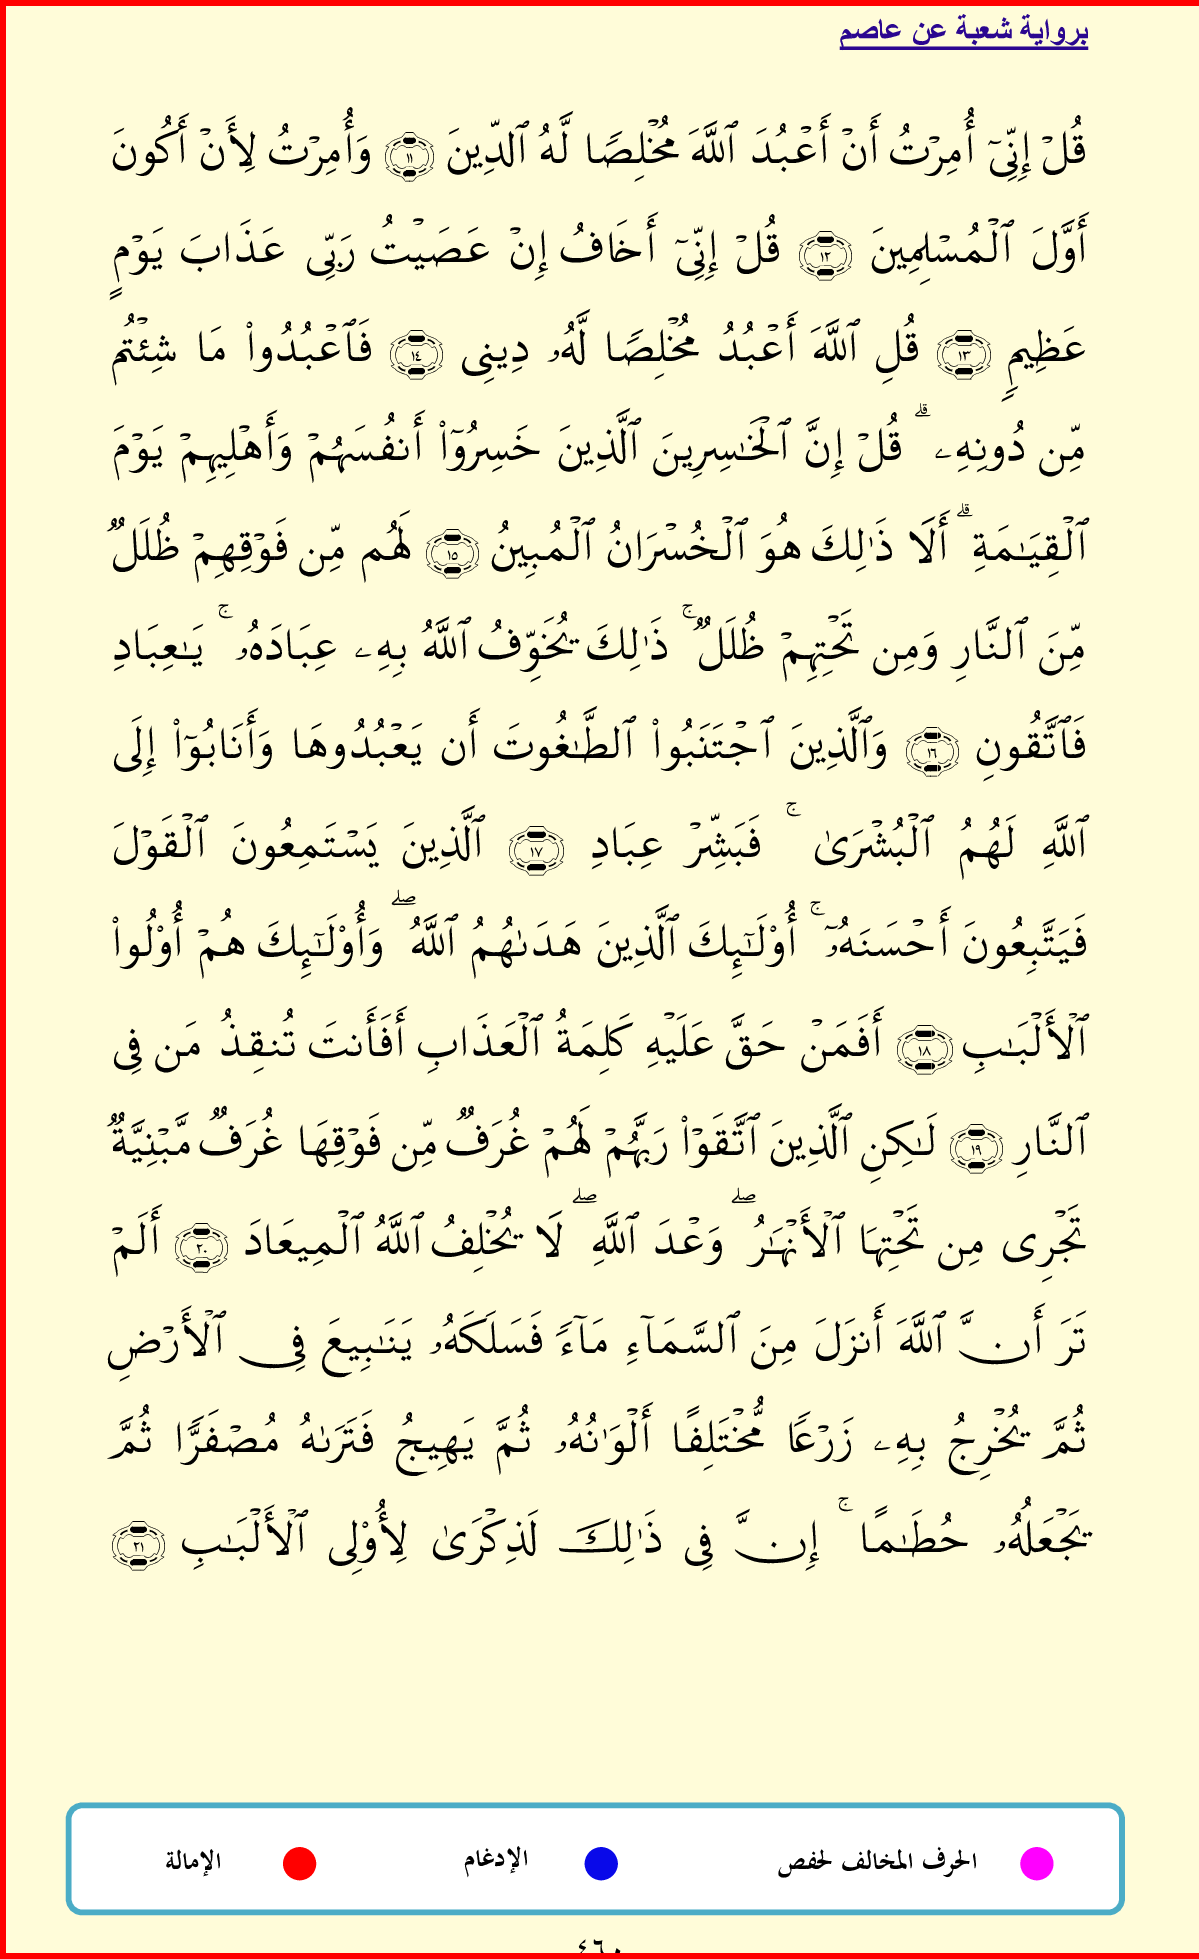 برواية شعبة عن عاصم
قُلْ إِنِّىٓ أُمِرْتُ أَنْ أَعْبُدَ ٱللَّهَ مُخْلِصًا لَّهُ ٱلدِّينَ ١١ وَأُمِرْتُ لِأَنْ أَكُونَ
أَوَّلَ ٱلْمُسْلِمِينَ ١٢ قُلْ إِنِّىٓ أَخَافُ إِنْ عَصَيْتُ رَبِّى عَذَابَ يَوْمٍ
عَظِيمٍ ١٣ قُلِ ٱللَّهَ أَعْبُدُ مُخْلِصًا لَّهُۥ دِينِى ١٤ فَٱعْبُدُوا۟ مَا شِئْتُم
مِّن دُونِهِۦ ۗ قُلْ إِنَّ ٱلْخَٰسِرِينَ ٱلَّذِينَ خَسِرُوٓا۟ أَنفُسَهُمْ وَأَهْلِيهِمْ يَوْمَ
ٱلْقِيَٰمَةِ ۗ أَلَا ذَٰلِكَ هُوَ ٱلْخُسْرَانُ ٱلْمُبِينُ ١٥ لَهُم مِّن فَوْقِهِمْ ظُلَلٌ
مِّنَ ٱلنَّارِ وَمِن تَحْتِهِمْ ظُلَلٌ ۚ ذَٰلِكَ يُخَوِّفُ ٱللَّهُ بِهِۦ عِبَادَهُۥ ۚ يَٰعِبَادِ
فَٱتَّقُونِ ١٦ وَٱلَّذِينَ ٱجْتَنَبُوا۟ ٱلطَّٰغُوتَ أَن يَعْبُدُوهَا وَأَنَابُوٓا۟ إِلَى
ٱللَّهِ لَهُمُ ٱلْبُشْرَىٰ ۚ فَبَشِّرْ عِبَادِ ١٧ ٱلَّذِينَ يَسْتَمِعُونَ ٱلْقَوْلَ
فَيَتَّبِعُونَ أَحْسَنَهُۥٓ ۚ أُو۟لَٰٓئِكَ ٱلَّذِينَ هَدَىٰهُمُ ٱللَّهُ ۖ وَأُو۟لَٰٓئِكَ هُمْ أُو۟لُوا۟
ٱلْأَلْبَٰبِ ١٨ أَفَمَنْ حَقَّ عَلَيْهِ كَلِمَةُ ٱلْعَذَابِ أَفَأَنتَ تُنقِذُ مَن فِى
ٱلنَّارِ ١٩ لَٰكِنِ ٱلَّذِينَ ٱتَّقَوْا۟ رَبَّهُمْ لَهُمْ غُرَفٌ مِّن فَوْقِهَا غُرَفٌ مَّبْنِيَّةٌ
تَجْرِى مِن تَحْتِهَا ٱلْأَنْهَٰرُ ۖ وَعْدَ ٱللَّهِ ۖ لَا يُخْلِفُ ٱللَّهُ ٱلْمِيعَادَ ٢٠ أَلَمْ
تَرَ أَنَّ ٱللَّهَ أَنزَلَ مِنَ ٱلسَّمَآءِ مَآءً فَسَلَكَهُۥ يَنَٰبِيعَ فِى ٱلْأَرْضِ
ثُمَّ يُخْرِجُ بِهِۦ زَرْعًا مُّخْتَلِفًا أَلْوَٰنُهُۥ ثُمَّ يَهِيجُ فَتَرَىٰهُ مُصْفَرًّا ثُمَّ
يَجْعَلُهُۥ حُطَٰمًا ۚ إِنَّ فِى ذَٰلِكَ لَذِكْرَىٰ لِأُو۟لِى ٱلْأَلْبَٰبِ ٢١
الحرف المخالف لحفص الإدغام الإمالة
٤٦٠